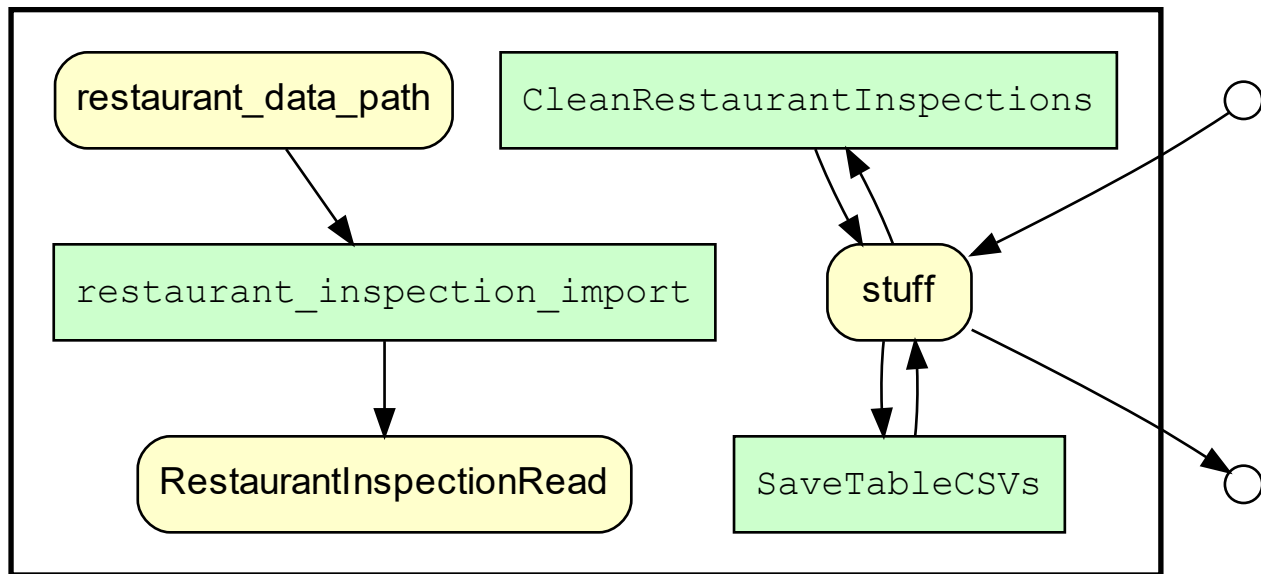 restaurant_data_path
CleanRestaurantInspections
restaurant_inspection_import
stuff
RestaurantInspectionRead
SaveTableCSVs